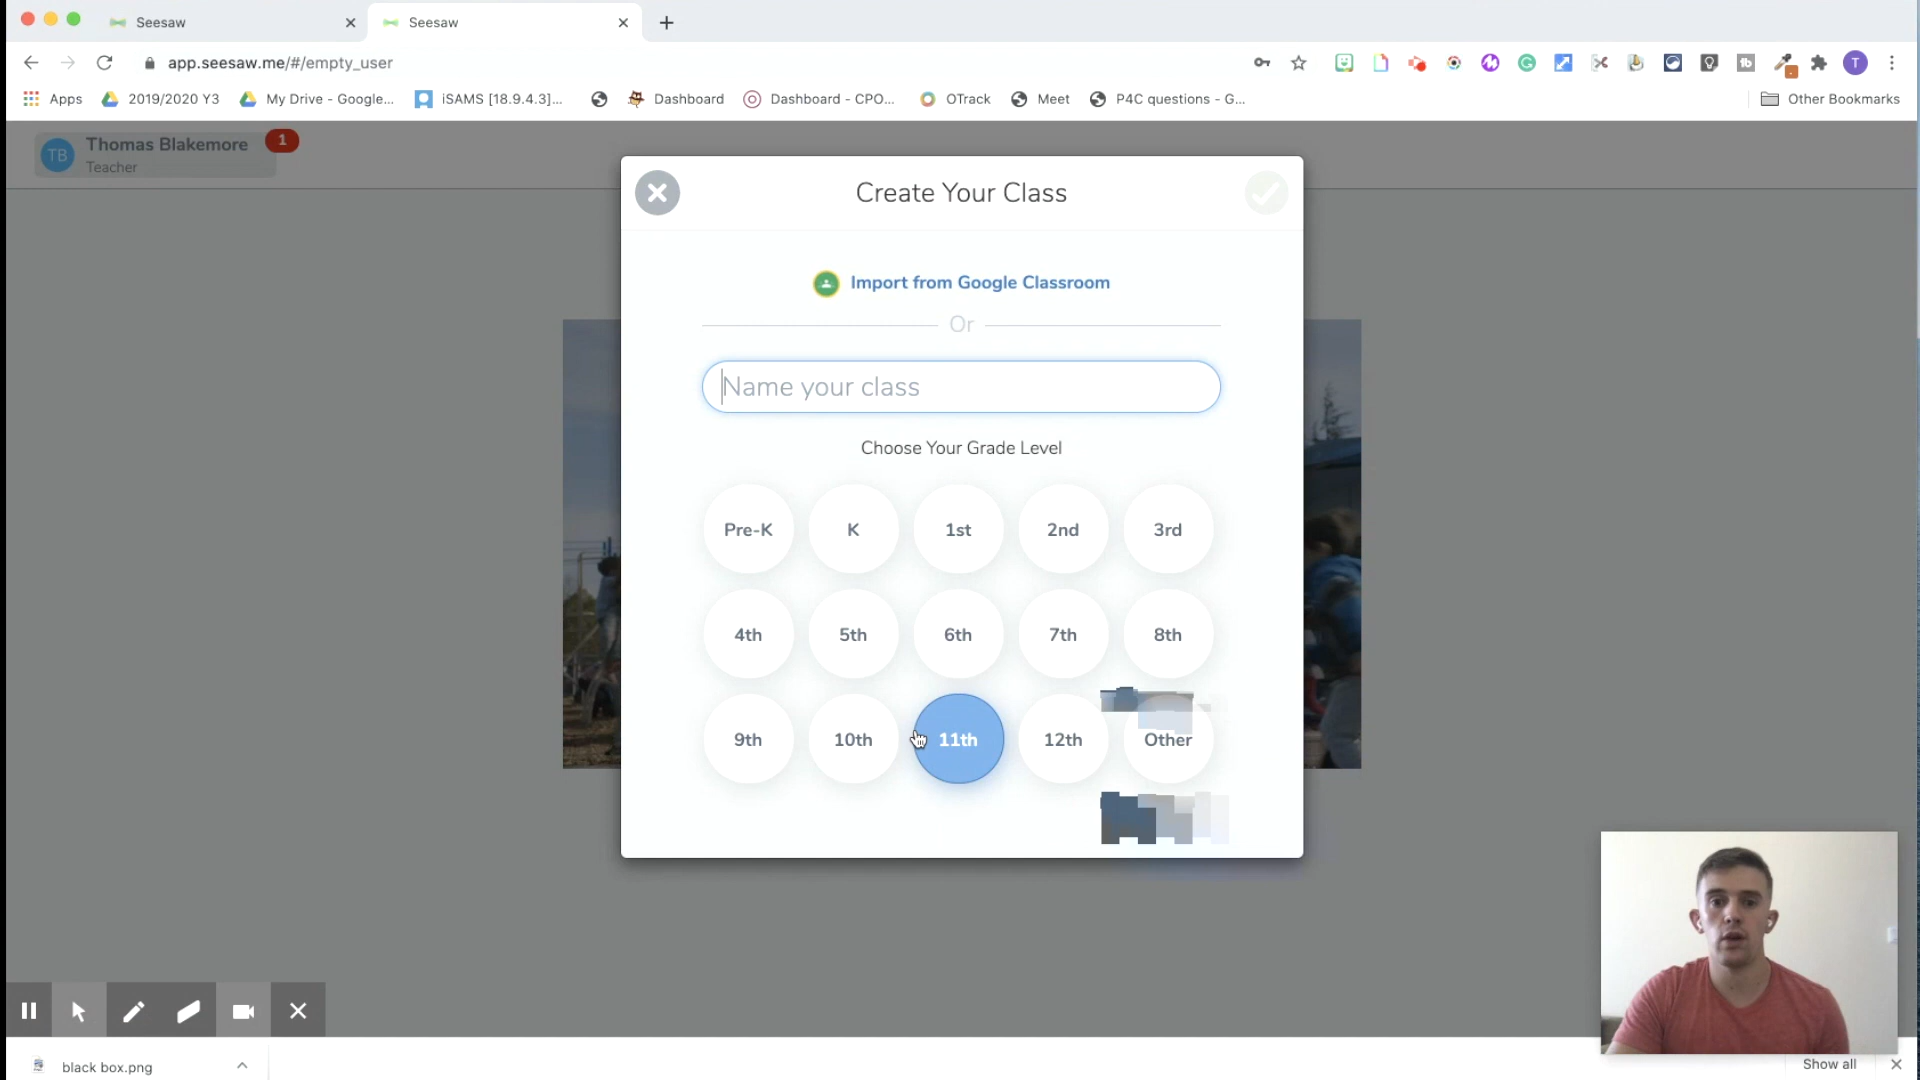 Seesaw
Seesaw
app.seesaw.me/#/empty_user
T
Apps
2019/2020 Y3
My Drive - Google...
iSAMS [18.9.4.3]...
Dashboard
Dashboard - CPO...
OTrack
Meet
P4C questions - G...
Other Bookmarks
TB
Thomas Blakemore
Teacher
1
Create Your Class
Import from Google Classroom
Or
Name your class
Choose Your Grade Level
Pre-K K 1st 2nd 3rd
4th 5th 6th 7th 8th
9th 10th 11th 12th Other
black box.png
Show all